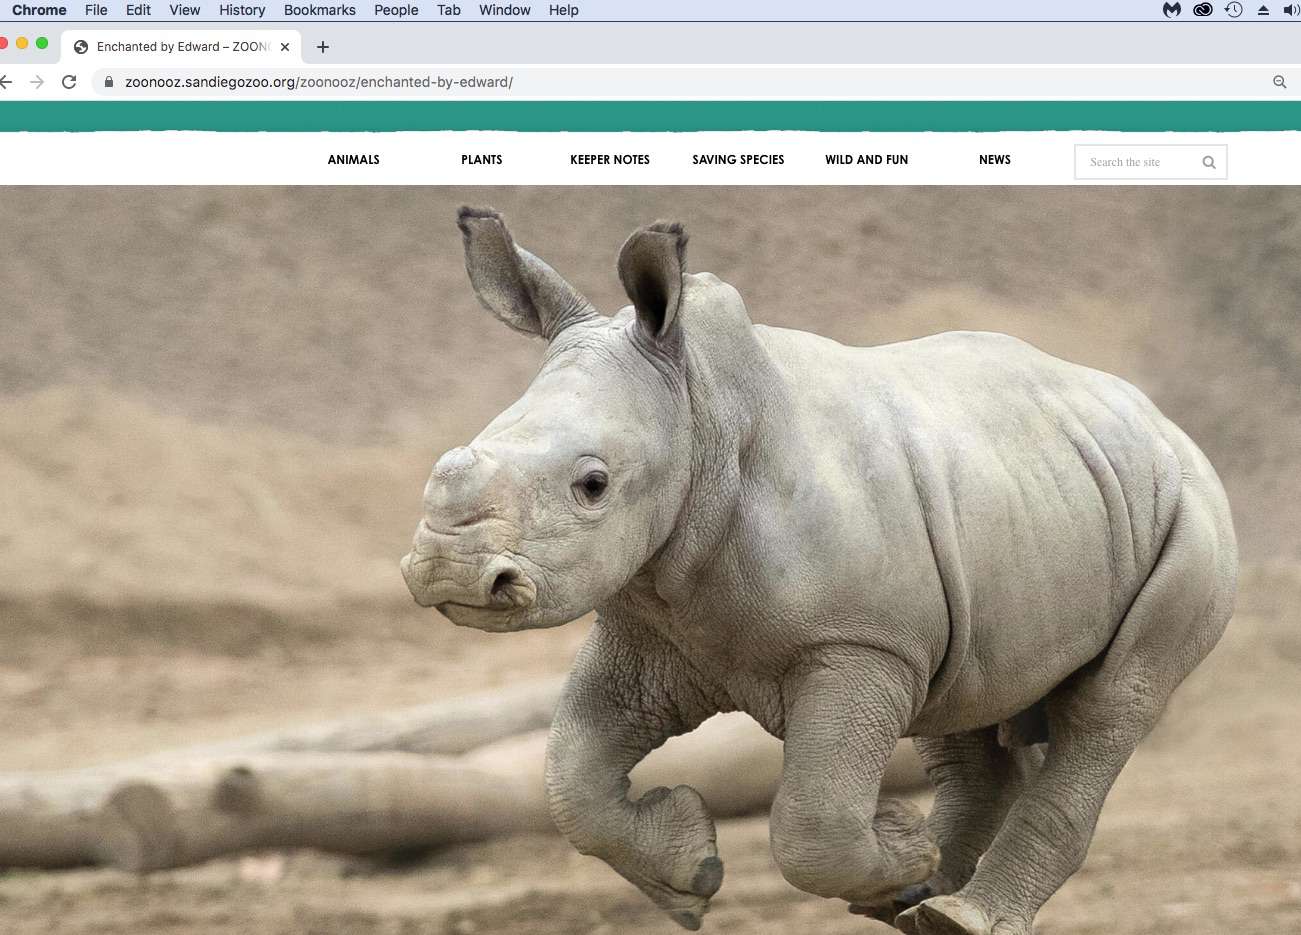 Chrome File Edit View History Bookmarks People Tab Window Help
Enchanted by Edward – ZOON
zoonooz.sandiegozoo.org/zoonooz/enchanted-by-edward/
ANIMALS PLANTS KEEPER NOTES SAVING SPECIES WILD AND FUN NEWS Search the site